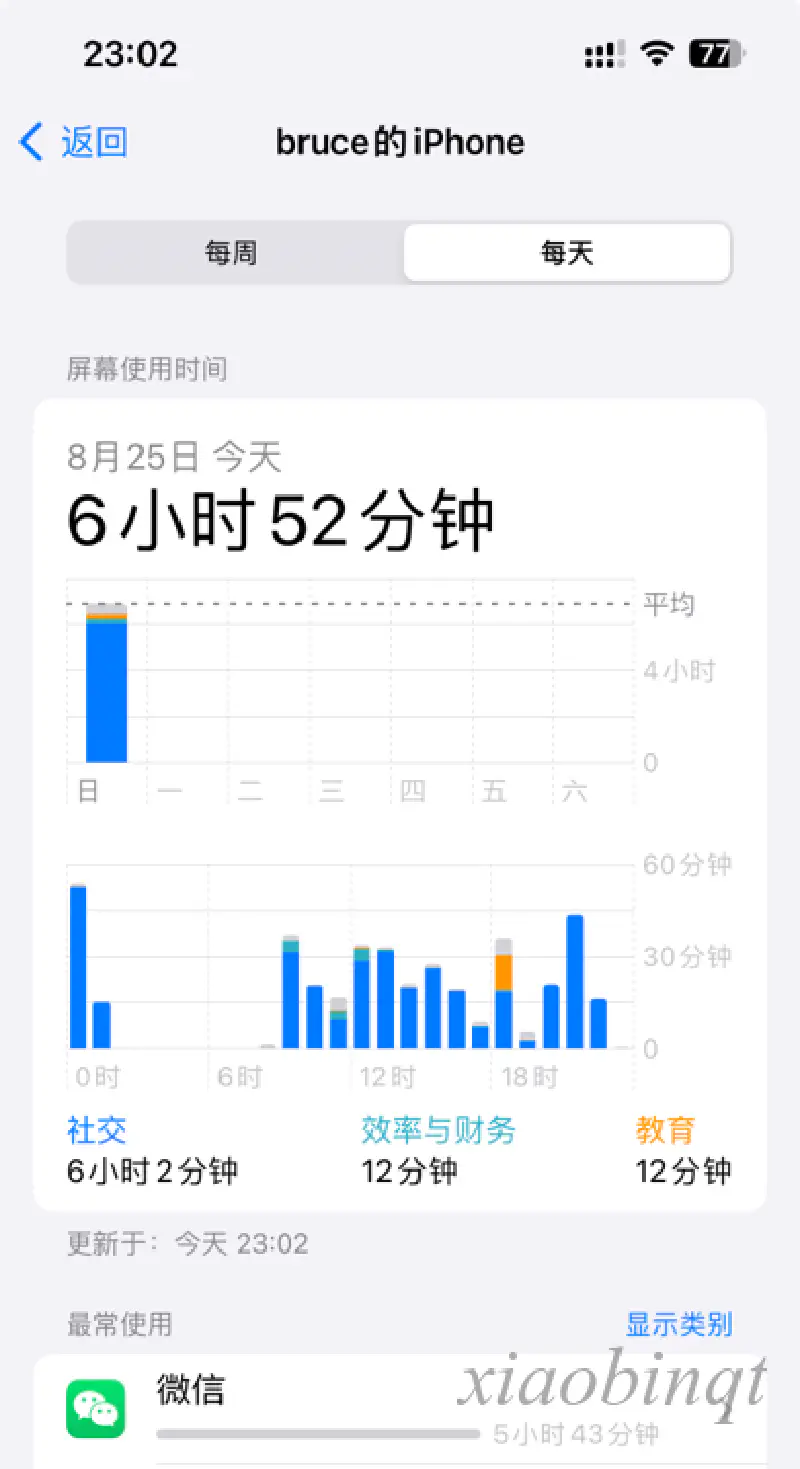 23:02 77
返回 bruce的iPhone
每周 每天
屏幕使用时间
8月25日 今天
6小时52分钟
平均
4小时
0
日 一 二 三 四 五 六
60分钟
30分钟
0
0时 6时 12时 18时
社交 效率与财务 教育
6小时2分钟 12分钟 12分钟
更新于：今天 23:02
最常使用 显示类别
微信
xiaobinqt
5小时43分钟